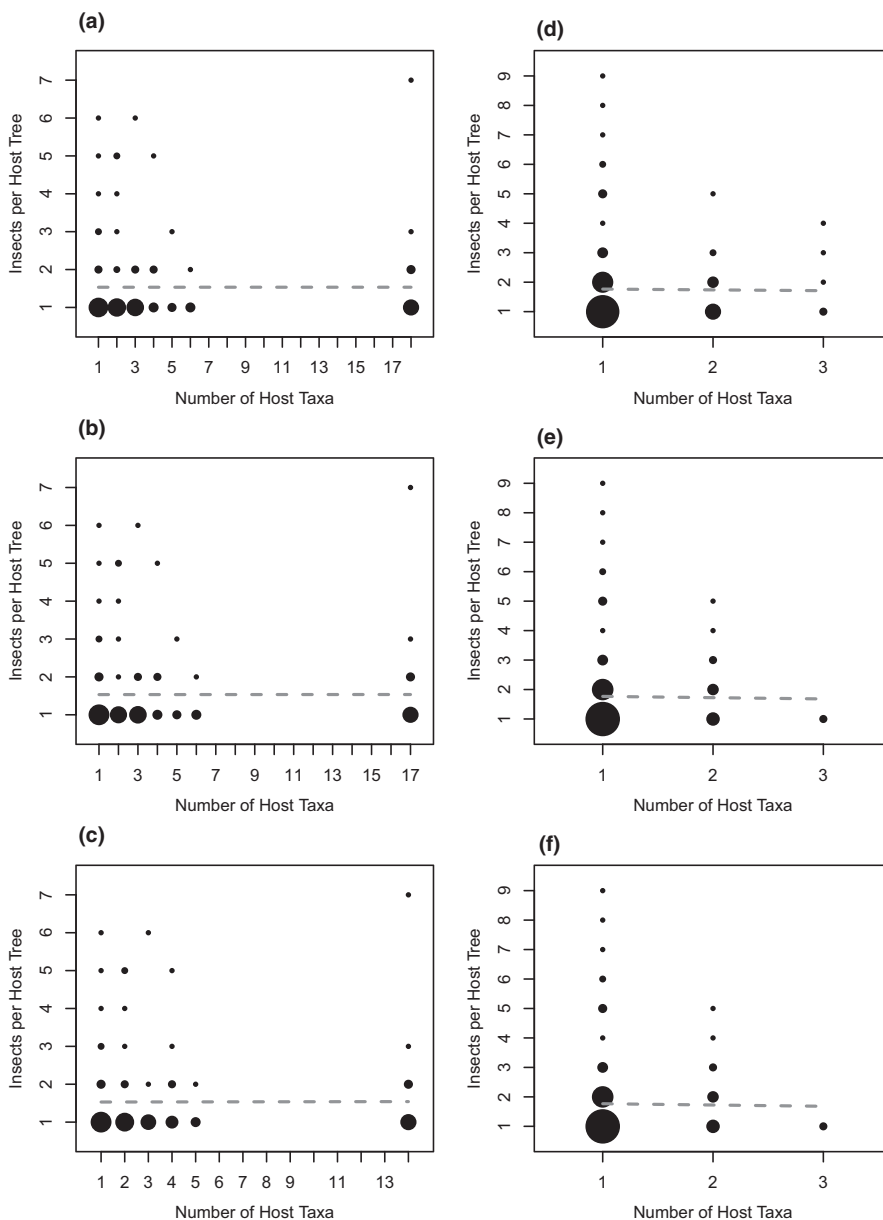 (a)
Insects per Host Tree
7
6
5
4
3
2
1
1 3 5 7 9 11 13 15 17
Number of Host Taxa
(d)
Insects per Host Tree
9
8
7
6
5
4
3
2
1
1 2 3
Number of Host Taxa
(b)
Insects per Host Tree
7
6
5
4
3
2
1
1 3 5 7 9 11 13 15 17
Number of Host Taxa
(e)
Insects per Host Tree
9
8
7
6
5
4
3
2
1
1 2 3
Number of Host Taxa
(c)
Insects per Host Tree
7
6
5
4
3
2
1
1 2 3 4 5 6 7 8 9 11 13
Number of Host Taxa
(f)
Insects per Host Tree
9
8
7
6
5
4
3
2
1
1 2 3
Number of Host Taxa